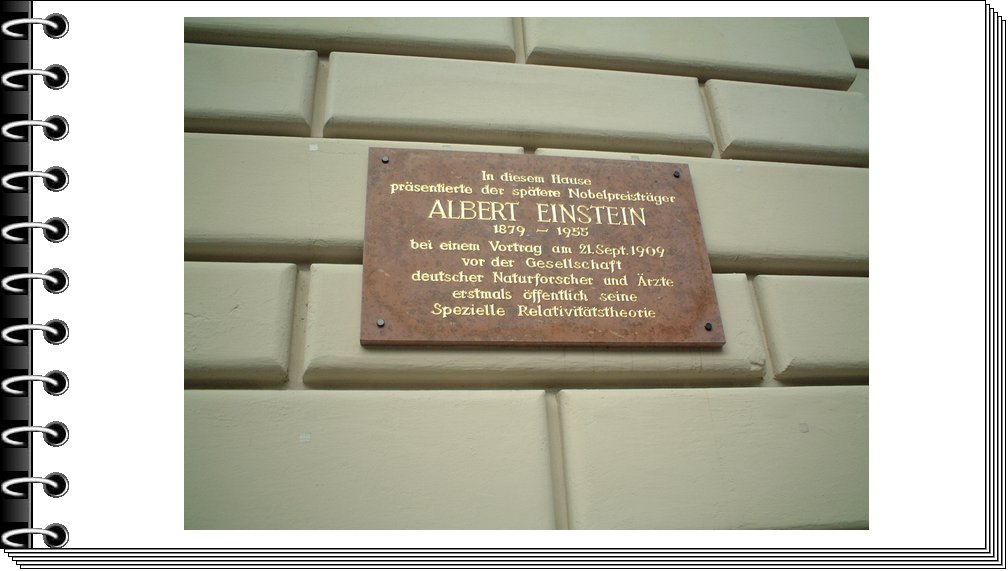 In diesem Hause
präsentierte der spätere Nobelpreisträger
ALBERT EINSTEIN
1879 - 1955
bei einem Vortrag am 21.Sept.1909
vor der Gesellschaft
deutscher Naturforscher und Ärzte
erstmals öffentlich seine
Spezielle Relativitätstheorie